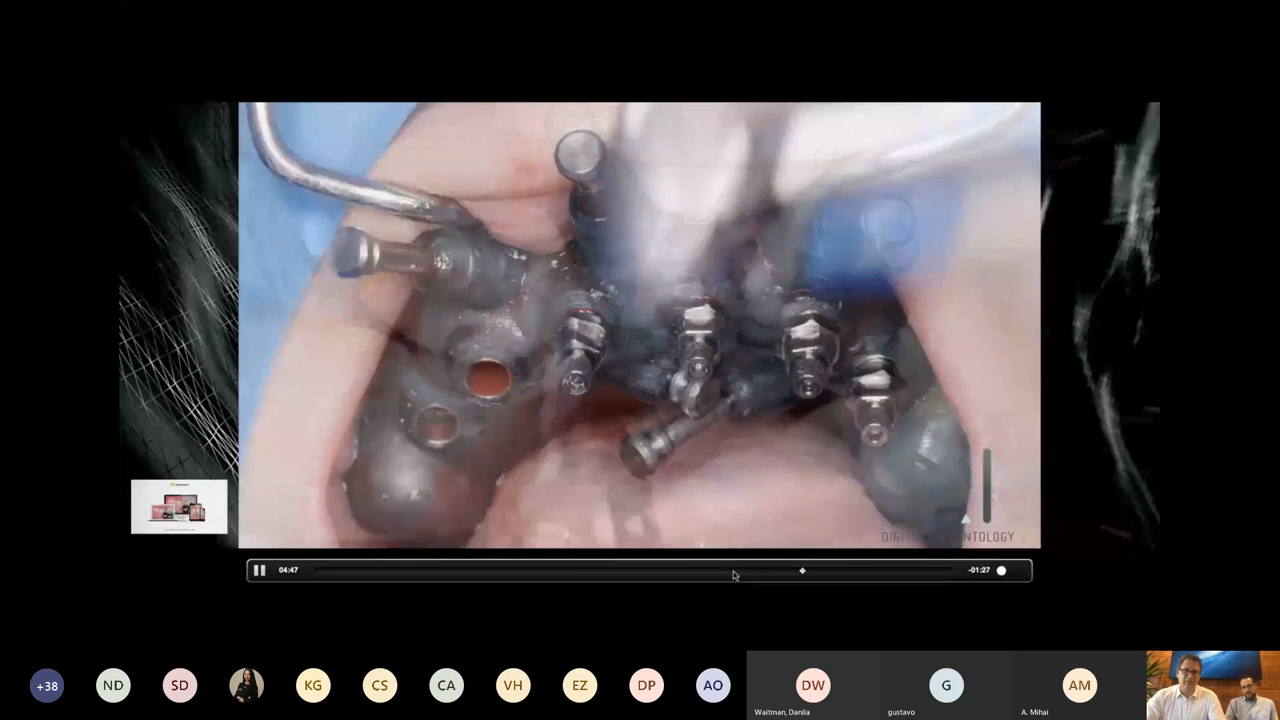 DIGI NTOLOGY
04:47
-01:27
+38
ND
SD
KG
CS
CA
VH
EZ
DP
AO
DW
G
AM
Waitman, Danila
gustavo
A. Mihai